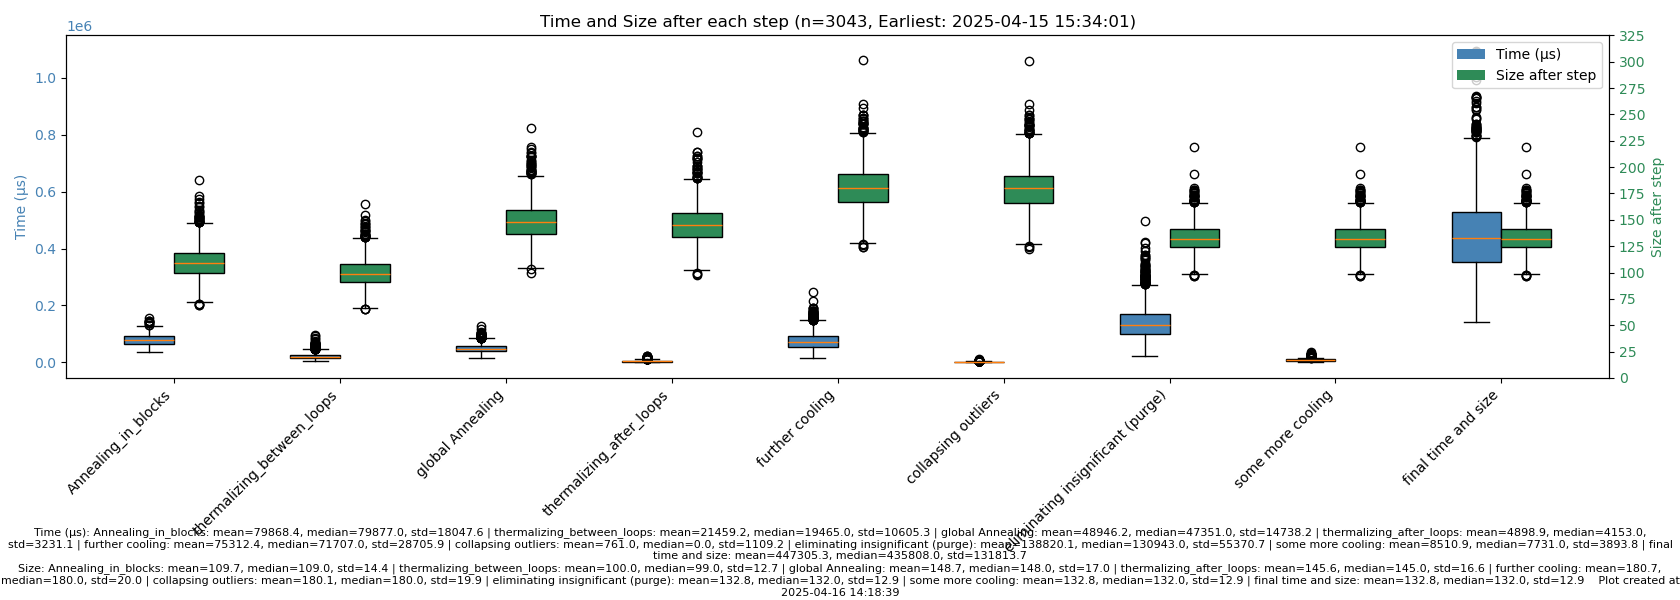 Time and Size after each step (n=3043, Earliest: 2025-04-15 15:34:01)
1e6
1.0
0.8
0.6
0.4
0.2
0.0
Time (μs)
Time (μs)
Size after step
325
300
275
250
225
200
175
150
125
100
75
50
25
0
Size after step
Annealing_in_blocks
thermalizing_between_loops
global Annealing
thermalizing_after_loops
further cooling
collapsing outliers
eliminating insignificant (purge)
some more cooling
final time and size
Time (μs): Annealing_in_blocks: mean=79868.4, median=79877.0, std=18047.6 | thermalizing_between_loops: mean=21459.2, median=19465.0, std=10605.3 | global Annealing: mean=48946.2, median=47351.0, std=14738.2 | thermalizing_after_loops: mean=4898.9, median=4153.0,
std=3231.1 | further cooling: mean=75312.4, median=71707.0, std=28705.9 | collapsing outliers: mean=761.0, median=0.0, std=1109.2 | eliminating insignificant (purge): mean=138820.1, median=130943.0, std=55370.7 | some more cooling: mean=8510.9, median=7731.0, std=3893.8 | final
time and size: mean=447305.3, median=435808.0, std=131813.7
Size: Annealing_in_blocks: mean=109.7, median=109.0, std=14.4 | thermalizing_between_loops: mean=100.0, median=99.0, std=12.7 | global Annealing: mean=148.7, median=148.0, std=17.0 | thermalizing_after_loops: mean=145.6, median=145.0, std=16.6 | further cooling: mean=180.7,
median=180.0, std=20.0 | collapsing outliers: mean=180.1, median=180.0, std=19.9 | eliminating insignificant (purge): mean=132.8, median=132.0, std=12.9 | some more cooling: mean=132.8, median=132.0, std=12.9 | final time and size: mean=132.8, median=132.0, std=12.9 Plot created at
2025-04-16 14:18:39